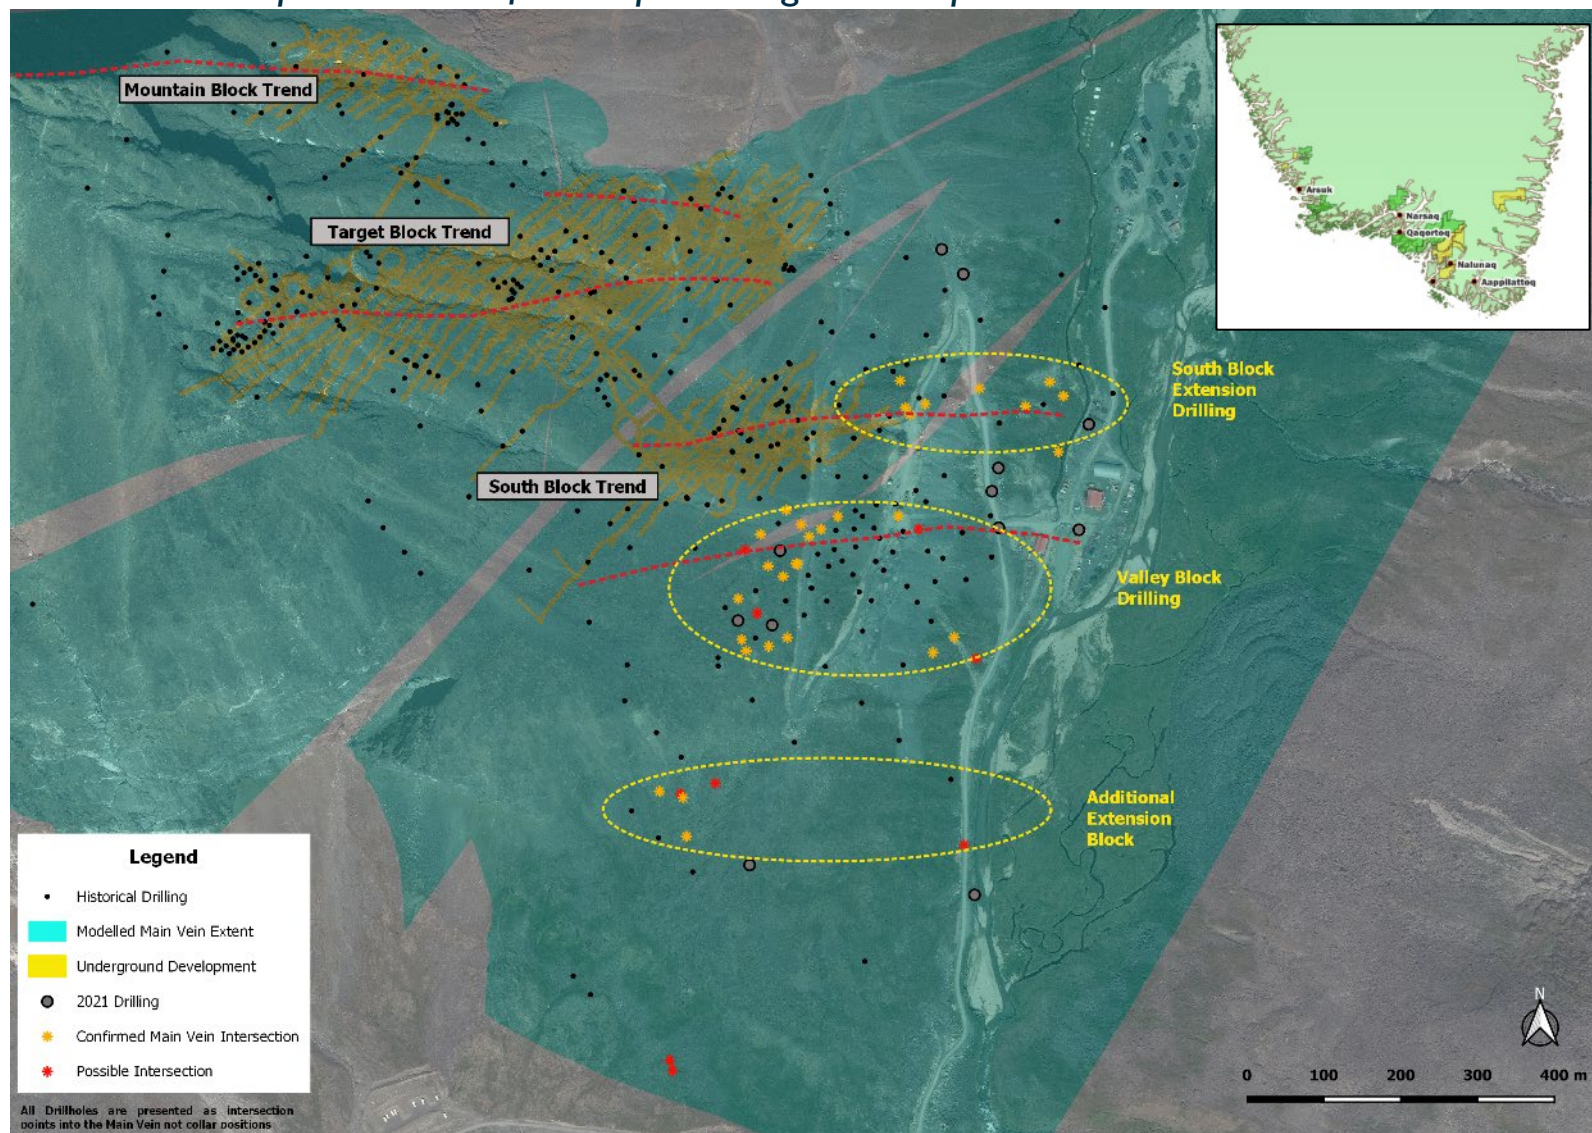 Mountain Block Trend
Target Block Trend
South Block Trend
Arsuk
Narsaq
Qaqortoq
Nalunaq
Aappilattoq
South Block
Extension
Drilling
Valley Block
Drilling
Additional
Extension
Block
Legend
Historical Drilling
Modelled Main Vein Extent
Underground Development
2021 Drilling
Confirmed Main Vein Intersection
Possible Intersection
All Drillholes are presented as intersection
points into the Main Vein not collar positions
N
0 100 200 300 400 m